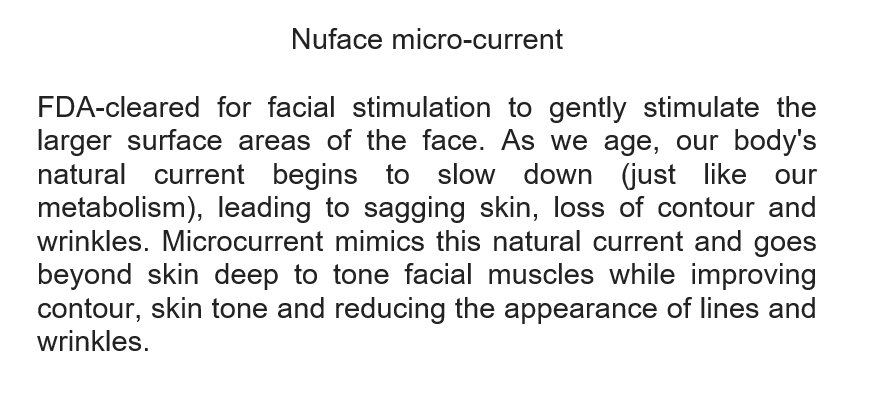 Nuface micro-current
FDA-cleared for facial stimulation to gently stimulate the
larger surface areas of the face. As we age, our body's
natural current begins to slow down (just like our
metabolism), leading to sagging skin, loss of contour and
wrinkles. Microcurrent mimics this natural current and goes
beyond skin deep to tone facial muscles while improving
contour, skin tone and reducing the appearance of lines and
wrinkles.